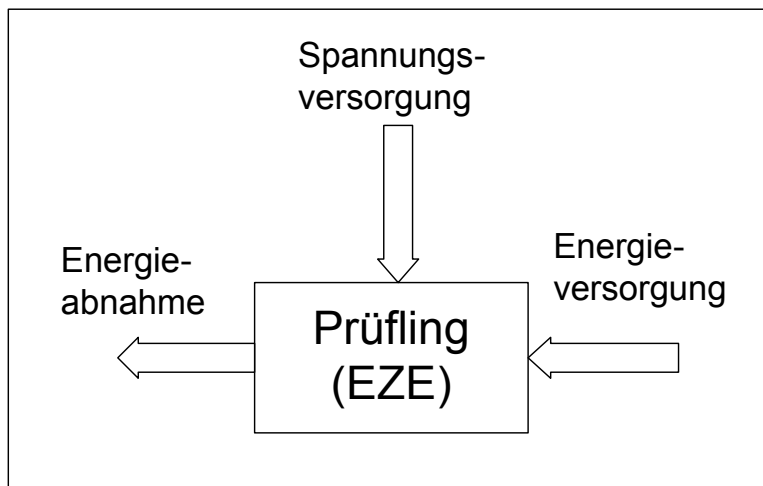 Spannungs-
versorgung
Energie-
abnahme
Energie-
versorgung
Prüfling
(EZE)